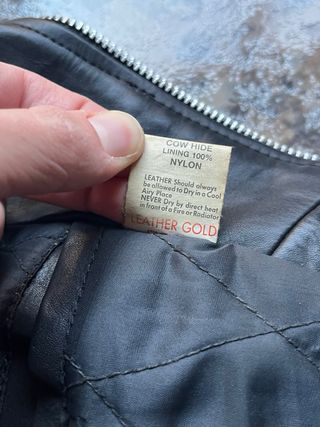 COW HIDE
LINING 100%
NYLON
LEATHER Should always
be allowed to Dry in a Cool
Airy Place
NEVER Dry by direct heat
in front of a Fire or Radiator
LEATHER GOLD